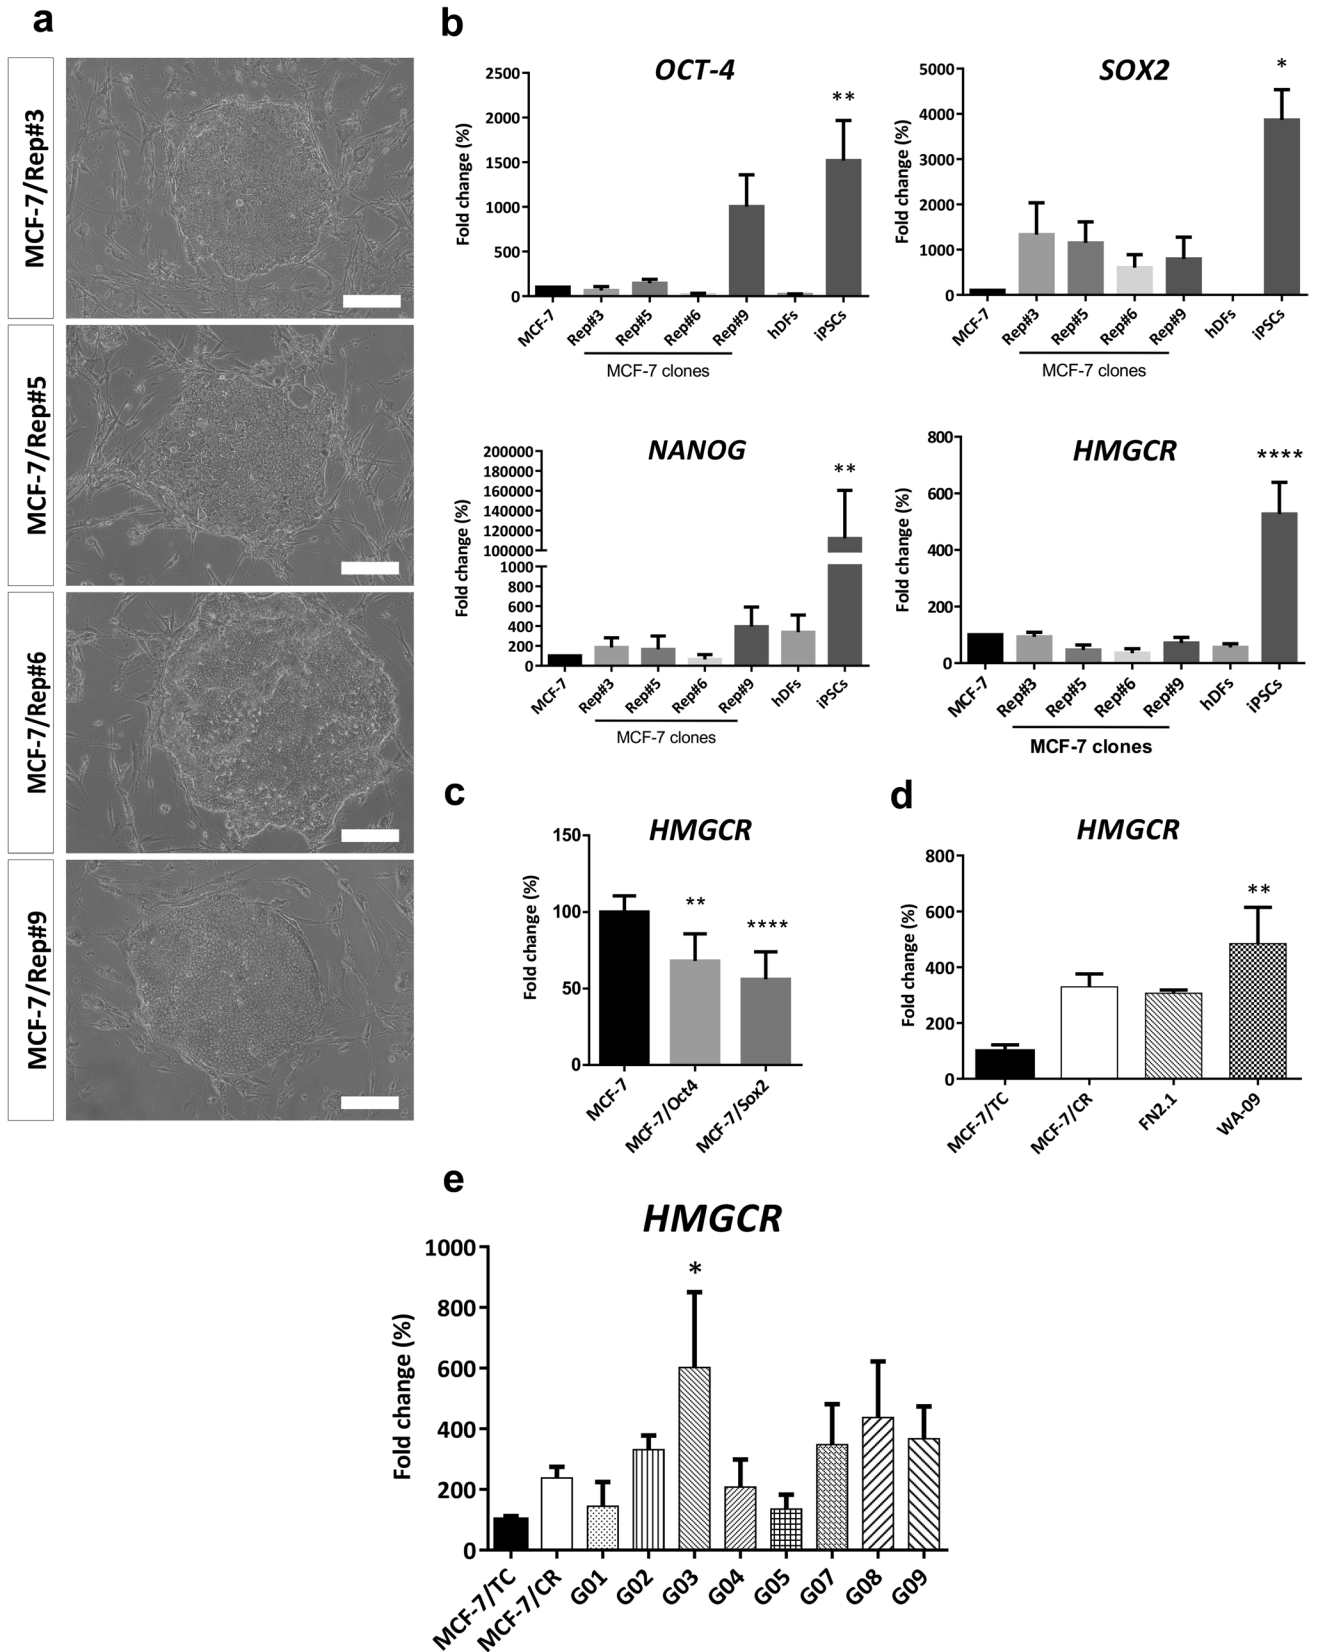 a
MCF-7/Rep#3
MCF-7/Rep#5
MCF-7/Rep#6
MCF-7/Rep#9
b
OCT-4
Fold change (%)
2500
2000
1500
1000
500
0
**
MCF-7
Rep#3
Rep#5
Rep#6
Rep#9
hDFs
iPSCs
MCF-7 clones
SOX2
Fold change (%)
5000
4000
3000
2000
1000
0
*
MCF-7
Rep#3
Rep#5
Rep#6
Rep#9
hDFs
iPSCs
MCF-7 clones
NANOG
Fold change (%)
200000
180000
160000
140000
120000
100000
1000
800
600
400
200
0
**
MCF-7
Rep#3
Rep#5
Rep#6
Rep#9
hDFs
iPSCs
MCF-7 clones
HMGCR
Fold change (%)
800
600
400
200
0
****
MCF-7
Rep#3
Rep#5
Rep#6
Rep#9
hDFs
iPSCs
MCF-7 clones
c
HMGCR
Fold change (%)
150
100
50
0
**
****
MCF-7
MCF-7/Oct4
MCF-7/Sox2
d
HMGCR
Fold change (%)
800
600
400
200
0
**
MCF-7/TC
MCF-7/CR
FN2.1
WA-09
e
HMGCR
Fold change (%)
1000
800
600
400
200
0
*
MCF-7/TC
MCF-7/CR
G01
G02
G03
G04
G05
G07
G08
G09